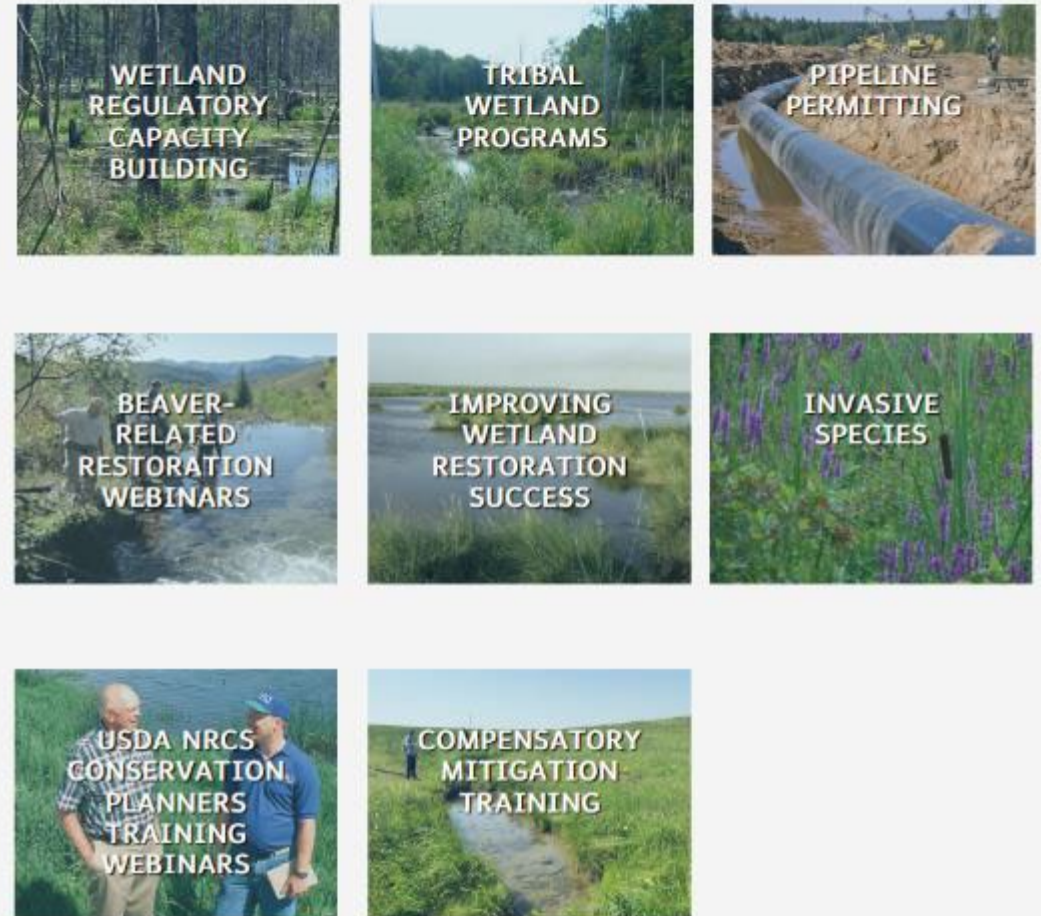 WETLAND
REGULATORY
CAPACITY
BUILDING
TRIBAL
WETLAND
PROGRAMS
PIPELINE
PERMITTING
BEAVER-
RELATED
RESTORATION
WEBINARS
IMPROVING
WETLAND
RESTORATION
SUCCESS
INVASIVE
SPECIES
USDA NRCS
CONSERVATION
PLANNERS
TRAINING
WEBINARS
COMPENSATORY
MITIGATION
TRAINING